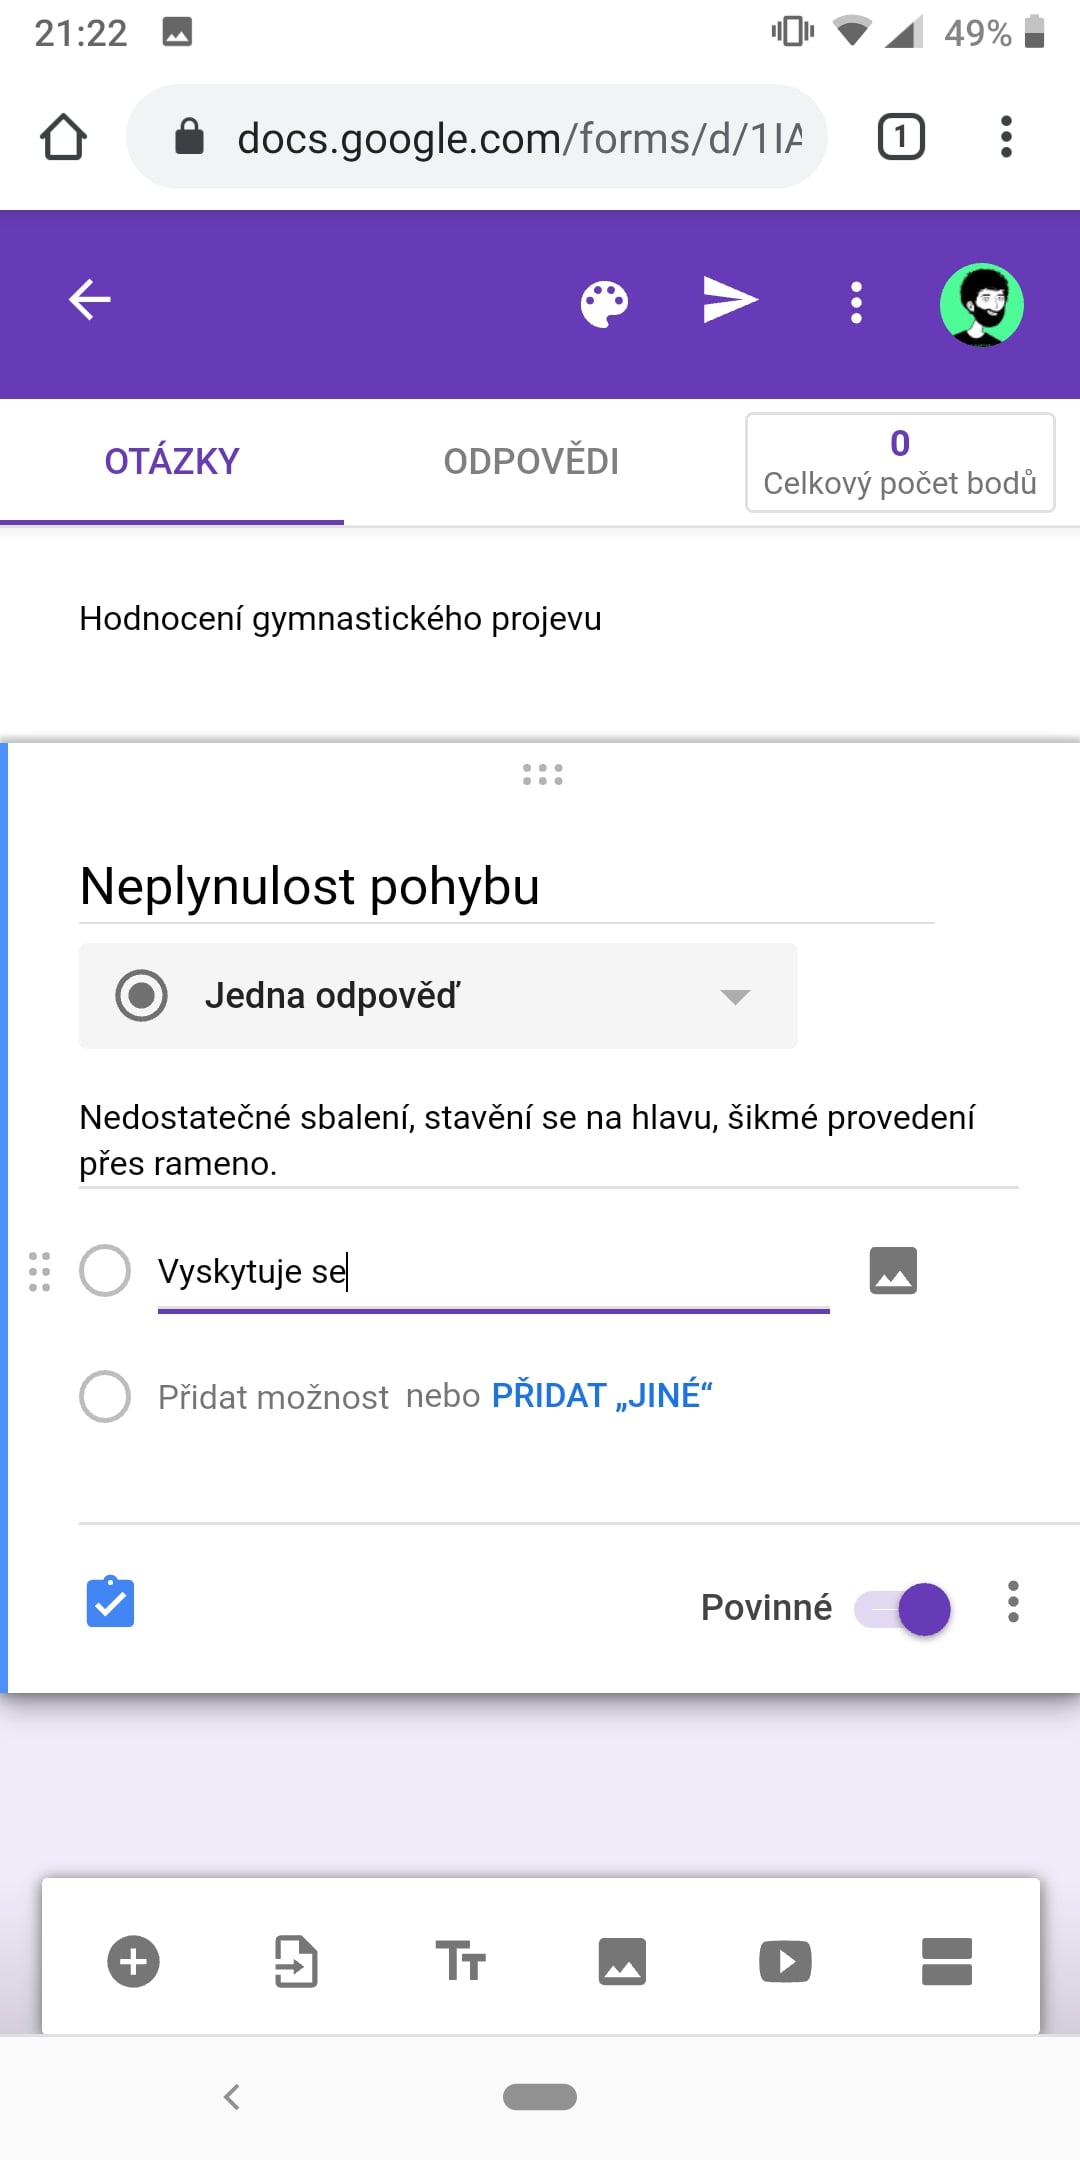 21:22
49%
docs.google.com/forms/d/1IA
1
OTÁZKY
ODPOVĚDI
0
Celkový počet bodů
Hodnocení gymnastického projevu
Neplynulost pohybu
Jedna odpověď
Nedostatečné sbalení, stavění se na hlavu, šikmé provedení
přes rameno.
Vyskytuje se
Přidat možnost nebo PŘIDAT „JINÉ“
Povinné